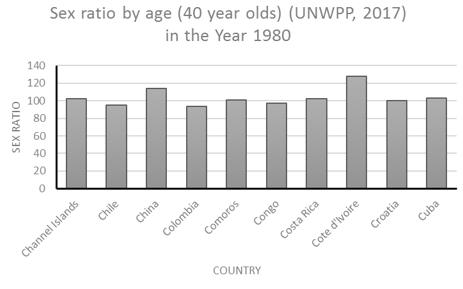 Sex ratio by age (40 year olds) (UNWPP, 2017)
in the Year 1980
SEX RATIO
140
120
100
80
60
40
20
0
Channel Islands
Chile
China
Colombia
Comoros
Congo
Costa Rica
Cote d'Ivoire
Croatia
Cuba
COUNTRY